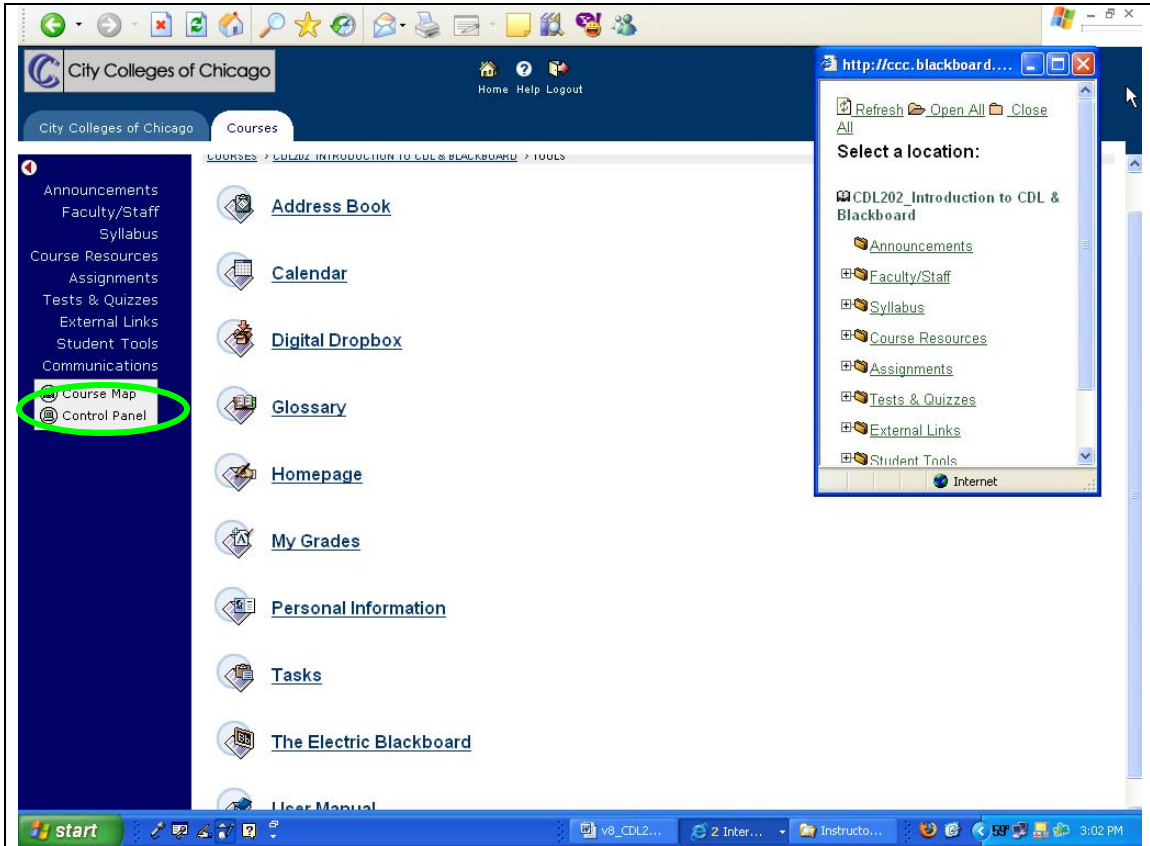 City Colleges of Chicago
Home Help Logout
City Colleges of Chicago
Courses
COURSES > CDL202_INTRODUCTION TO CDL & BLACKBOARD > TOOLS
Announcements
Faculty/Staff
Syllabus
Course Resources
Assignments
Tests & Quizzes
External Links
Student Tools
Communications
Course Map
Control Panel
Address Book
Calendar
Digital Dropbox
Glossary
Homepage
My Grades
Personal Information
Tasks
The Electric Blackboard
User Manual
http://ccc.blackboard....
Refresh Open All Close
All
Select a location:
CDL202_Introduction to CDL &
Blackboard
Announcements
Faculty/Staff
Syllabus
Course Resources
Assignments
Tests & Quizzes
External Links
Student Tools
Internet
start
v8_CDL2...
2 Inter...
Instructo...
59°
3:02 PM